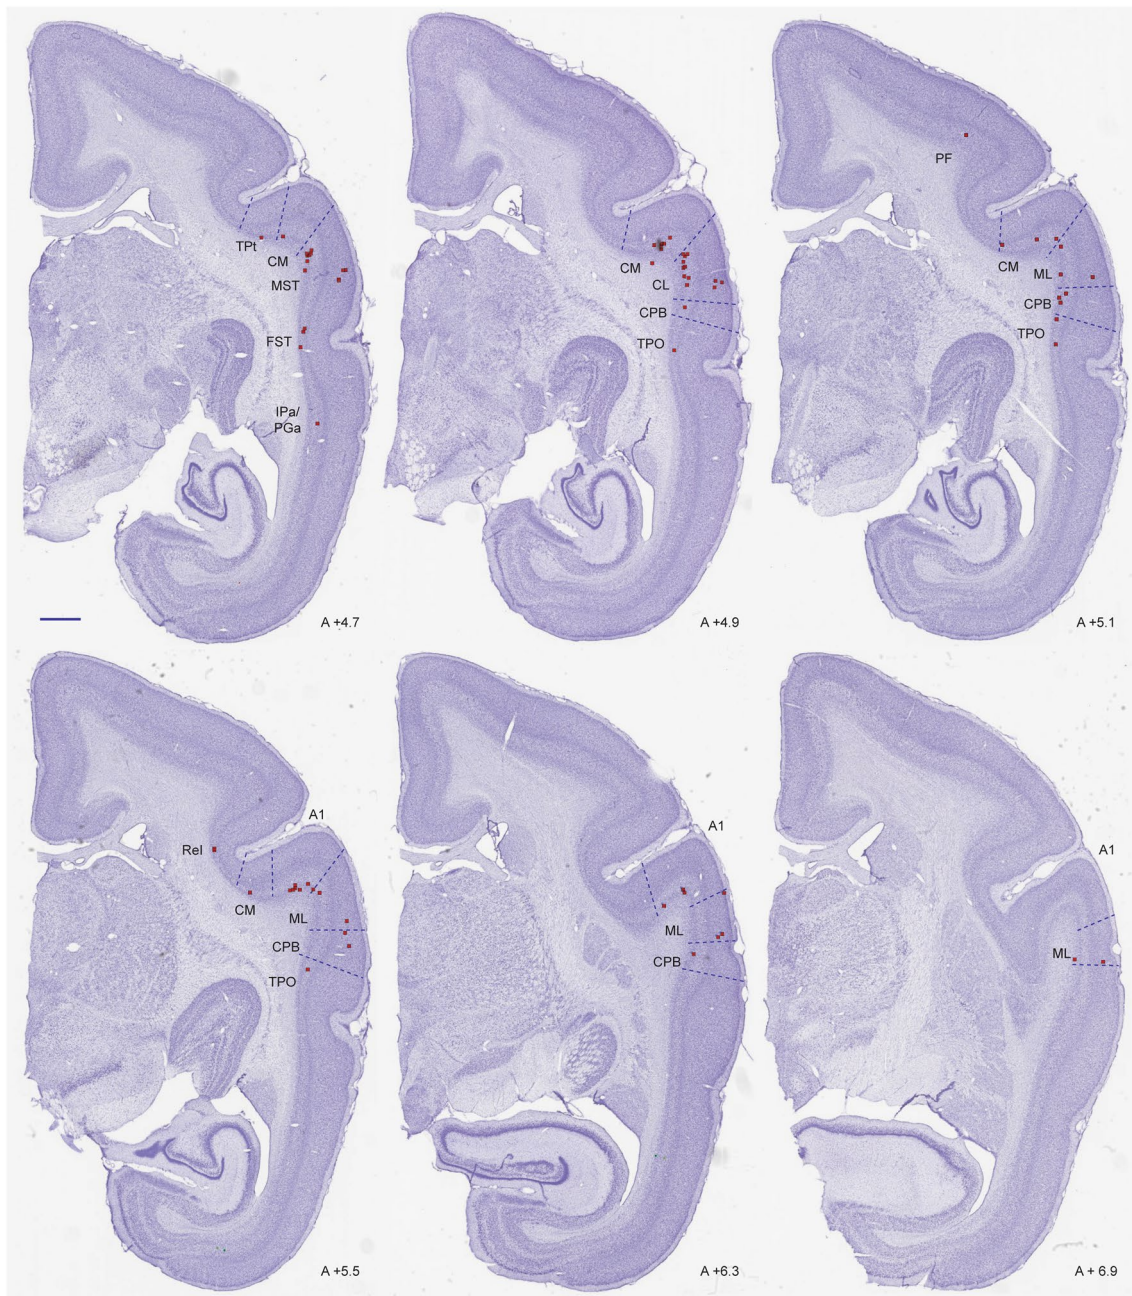 TPt
CM
MST
FST
IPa/
PGa
A +4.7
CM
CL
CPB
TPO
A +4.9
PF
CM
ML
CPB
TPO
A +5.1
A1
ReI
CM
ML
CPB
TPO
A +5.5
A1
ML
CPB
A +6.3
A1
ML
A + 6.9